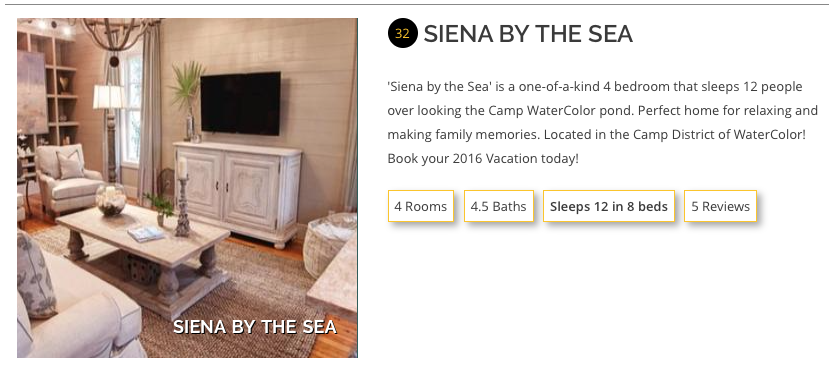 32 SIENA BY THE SEA
'Siena by the Sea' is a one-of-a-kind 4 bedroom that sleeps 12 people
over looking the Camp WaterColor pond. Perfect home for relaxing and
making family memories. Located in the Camp District of WaterColor!
Book your 2016 Vacation today!
4 Rooms 4.5 Baths Sleeps 12 in 8 beds 5 Reviews
SIENA BY THE SEA